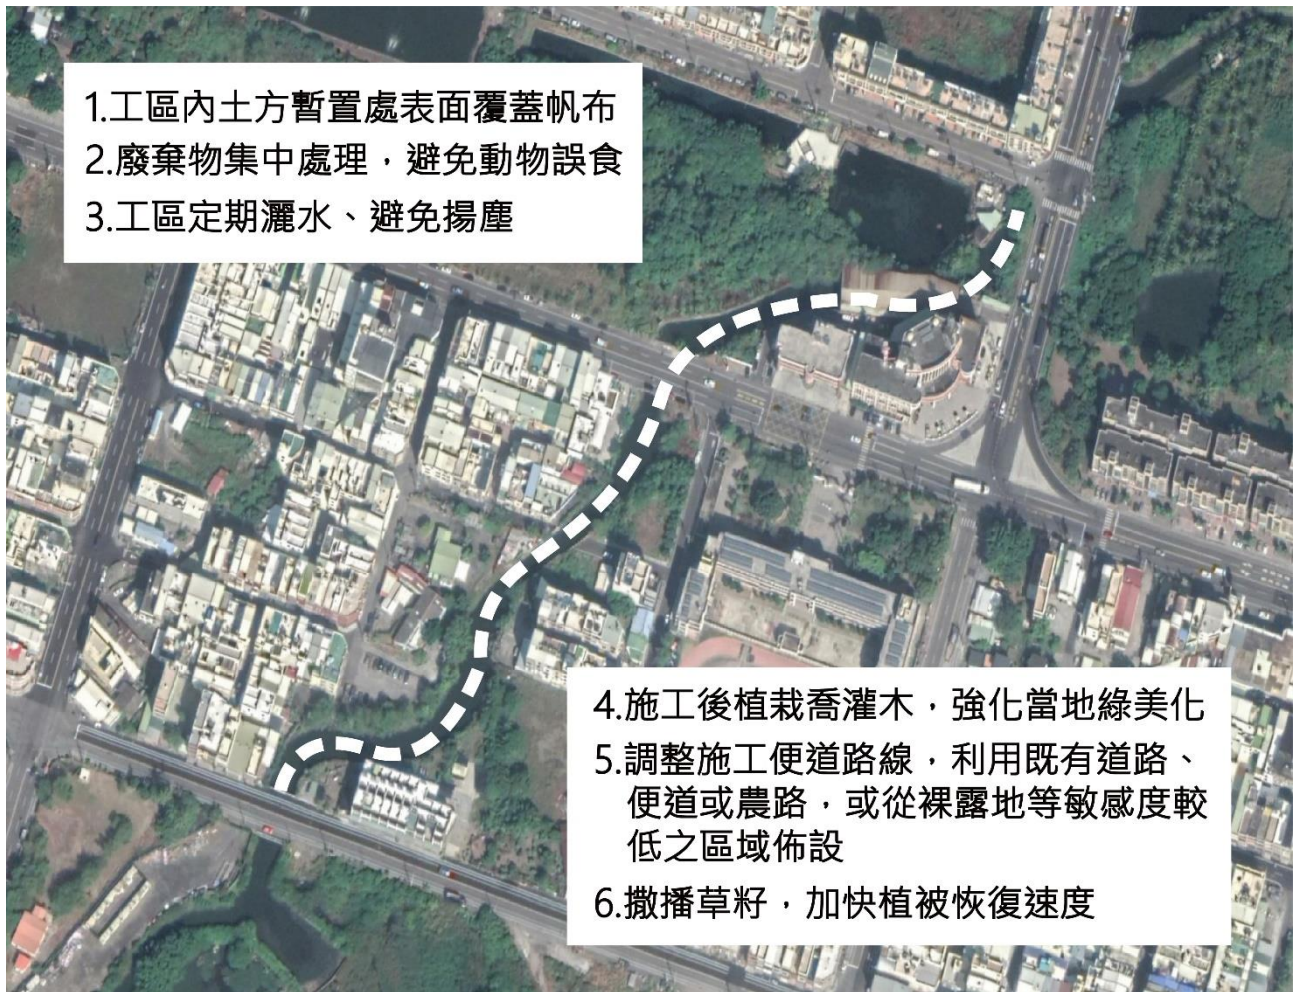 1.工區內土方暫置處表面覆蓋帆布
2.廢棄物集中處理，避免動物誤食
3.工區定期灑水、避免揚塵
4.施工後植栽喬灌木，強化當地綠美化
5.調整施工便道路線，利用既有道路、
便道或農路，或從裸露地等敏感度較
低之區域佈設
6.撒播草籽，加快植被恢復速度